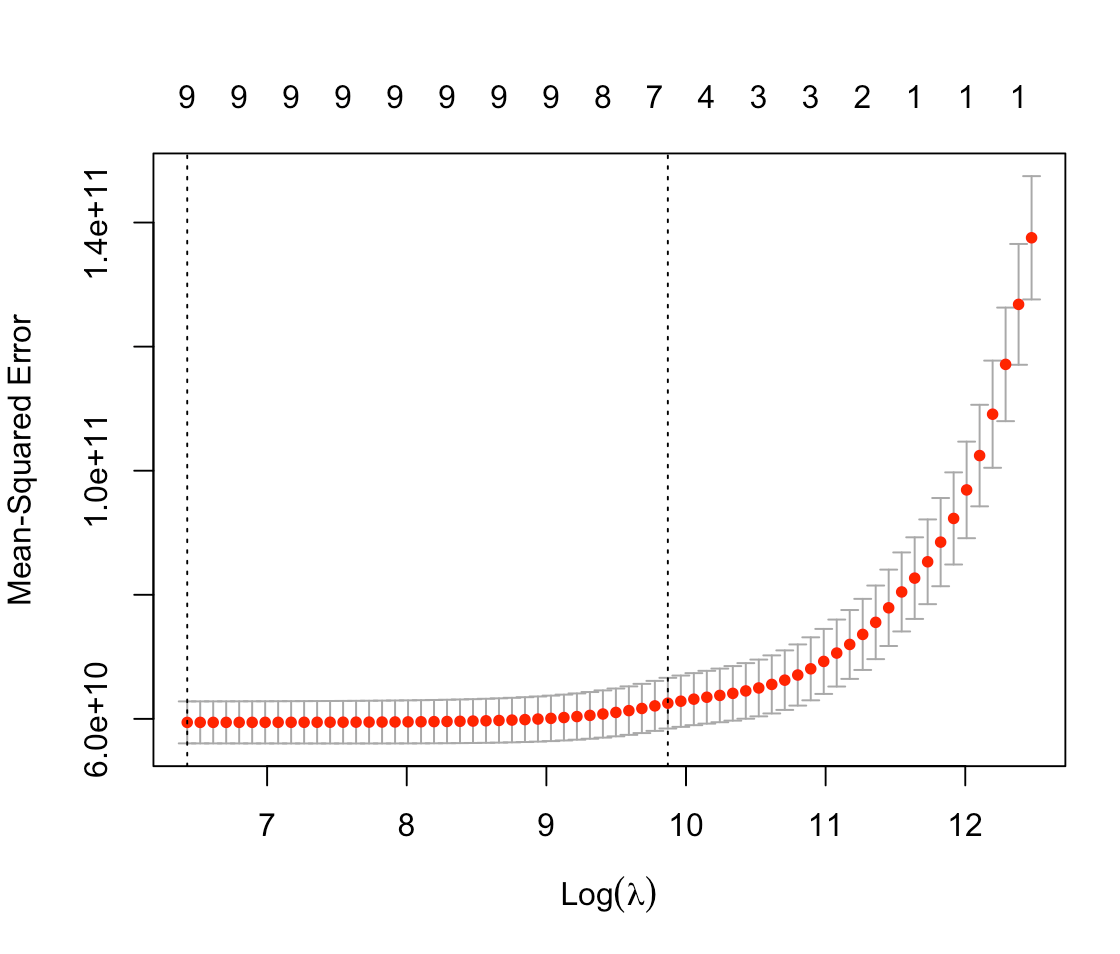 9 9 9 9 9 9 9 9 8 7 4 3 3 2 1 1 1
1.4e+11
1.0e+11
6.0e+10
Mean-Squared Error
7 8 9 10 11 12
Log(λ)